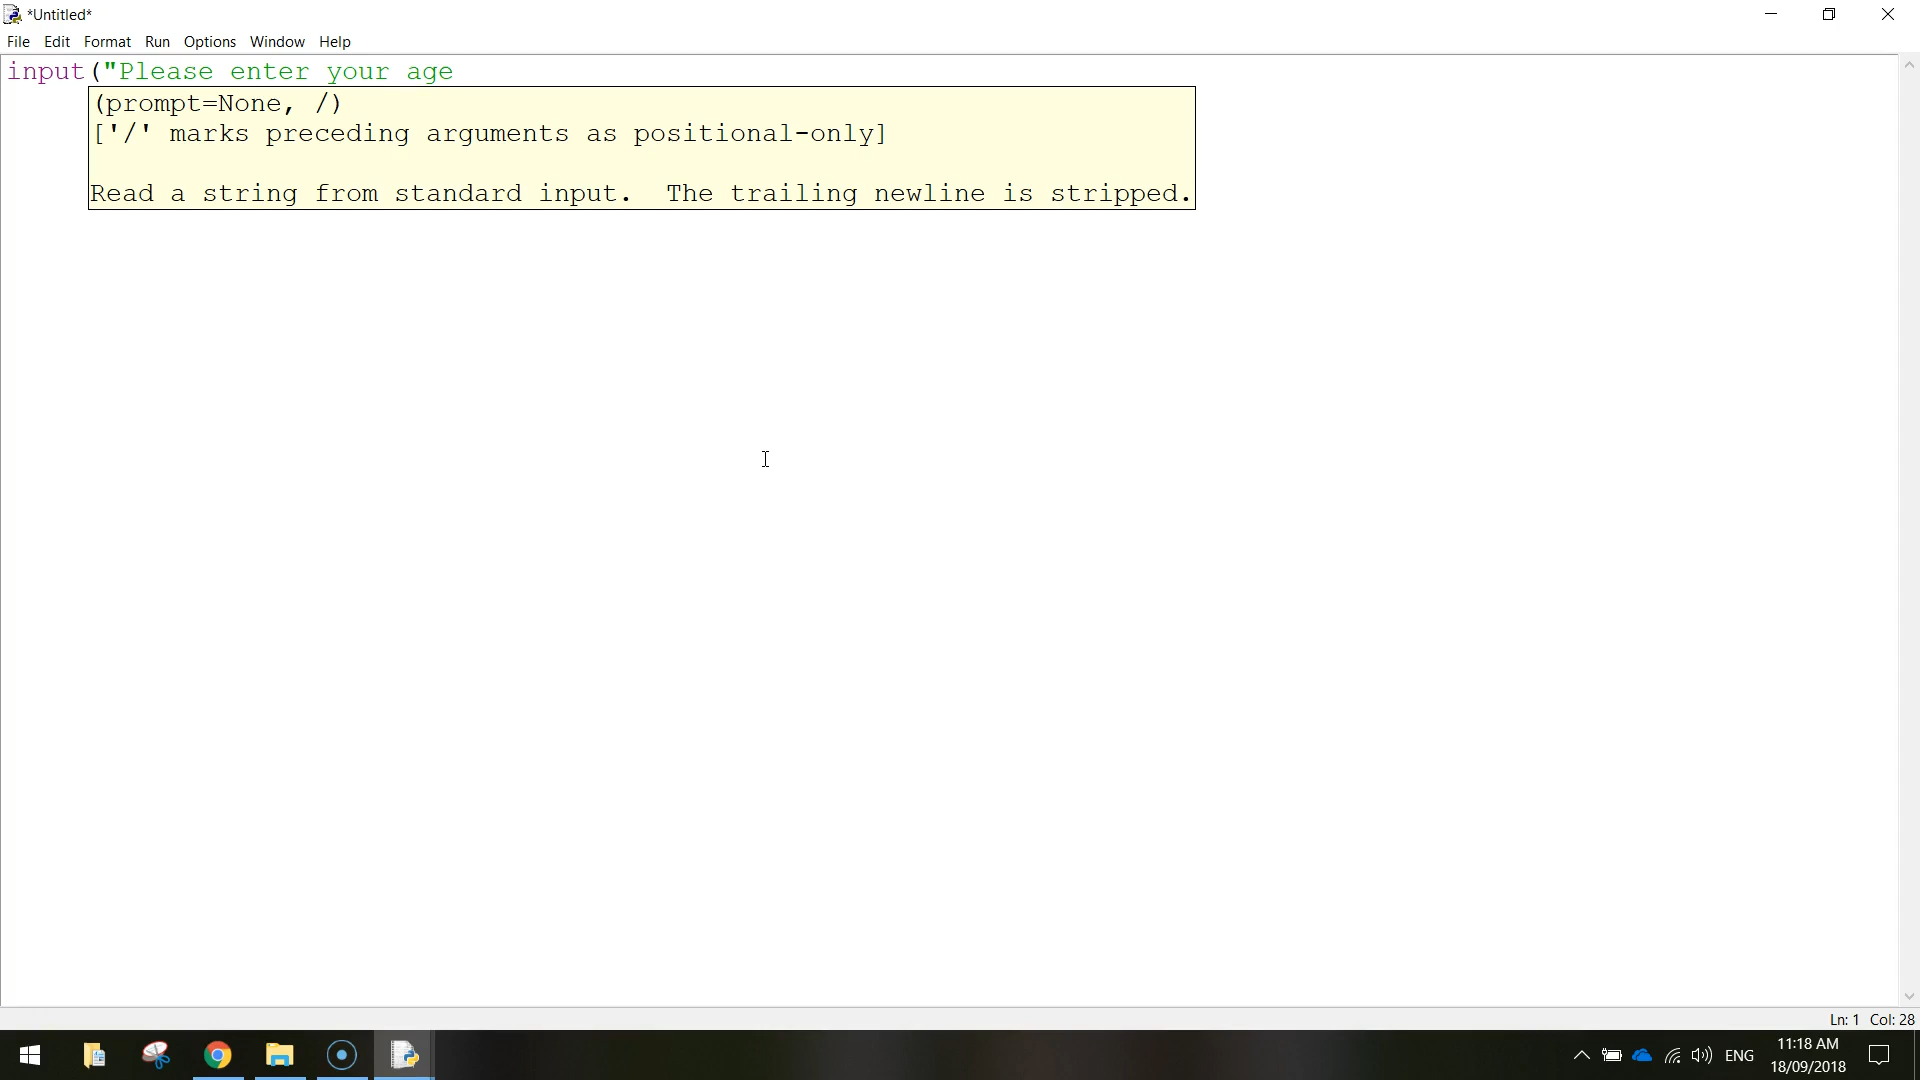 *Untitled*
File Edit Format Run Options Window Help
input("Please enter your age
(prompt=None, /)
['/' marks preceding arguments as positional-only]
Read a string from standard input.  The trailing newline is stripped.
Ln: 1 Col: 28
ENG
11:18 AM
18/09/2018